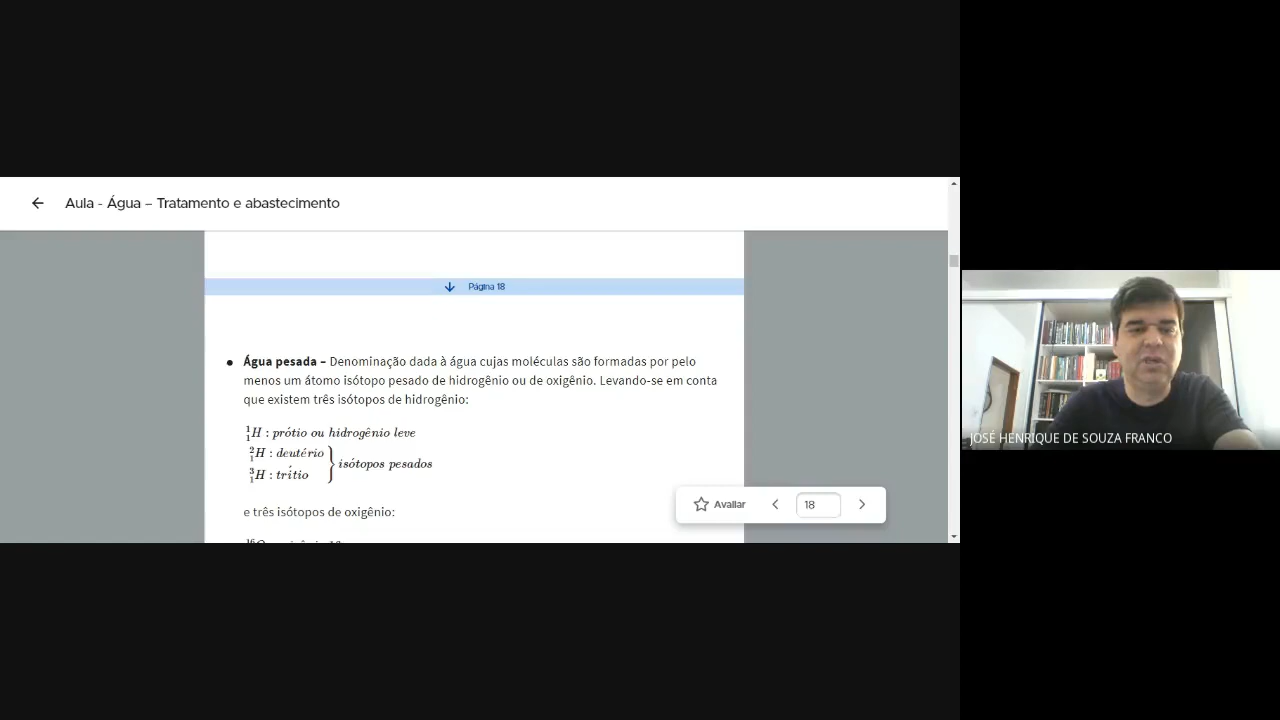 Aula - Água – Tratamento e abastecimento
Página 18
• Água pesada – Denominação dada à água cujas moléculas são formadas por pelo
menos um átomo isótopo pesado de hidrogênio ou de oxigênio. Levando-se em conta
que existem três isótopos de hidrogênio:
¹₁H : prótio ou hidrogênio leve
²₁H : deutério
isótopos pesados
³₁H : trítio
e três isótopos de oxigênio:
Avaliar
18
JOSÉ HENRIQUE DE SOUZA FRANCO